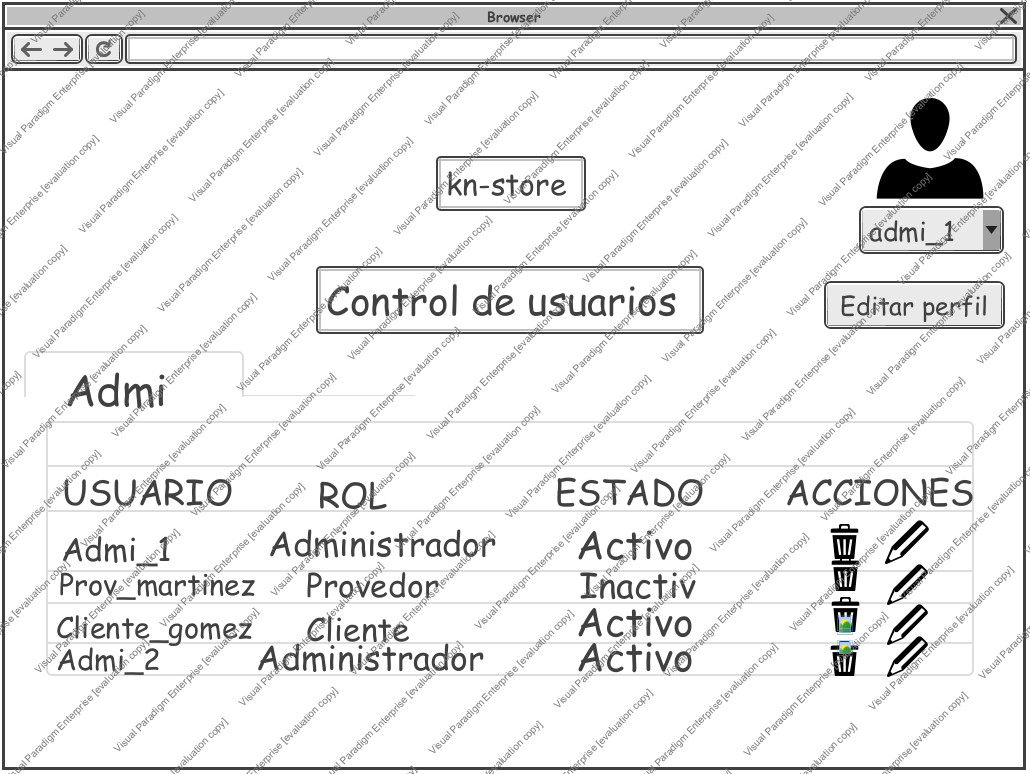 Browser
kn-store
admi_1
Control de usuarios
Editar perfil
Admi
USUARIO ROL ESTADO ACCIONES
Admi_1 Administrador Activo
Prov_martinez Provedor Inactiv
Cliente_gomez Cliente Activo
Admi_2 Administrador Activo
Visual Paradigm Enterprise [evaluation copy]